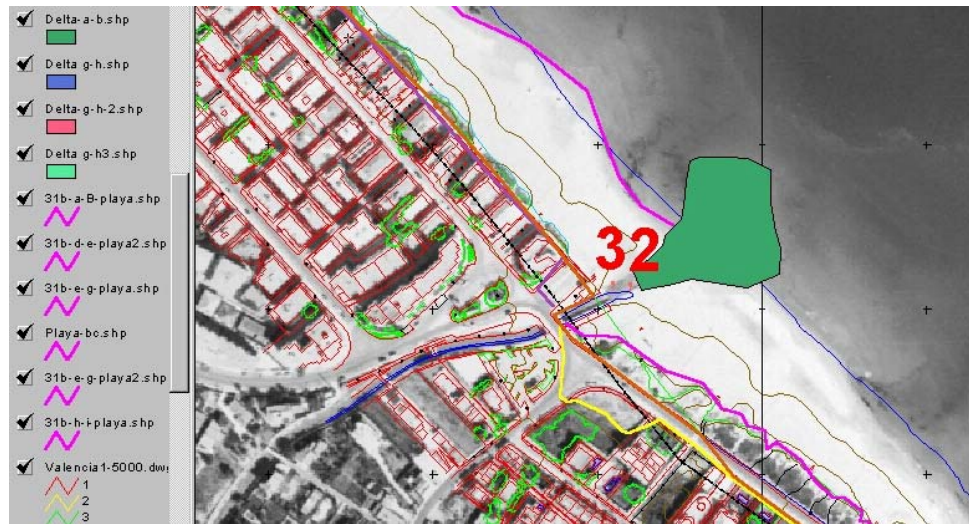 Delta-a-b.shp
Delta g-h.shp
Delta-g-h-2.shp
Delta g-h3.shp
31b-a-B-playa.shp
31b-d-e-playa2.shp
31b-e-g-playa.shp
Playa-bc.shp
31b-e-g-playa2.shp
31b-h-i-playa.shp
Valencia1-5000.dwg
1
2
3
32